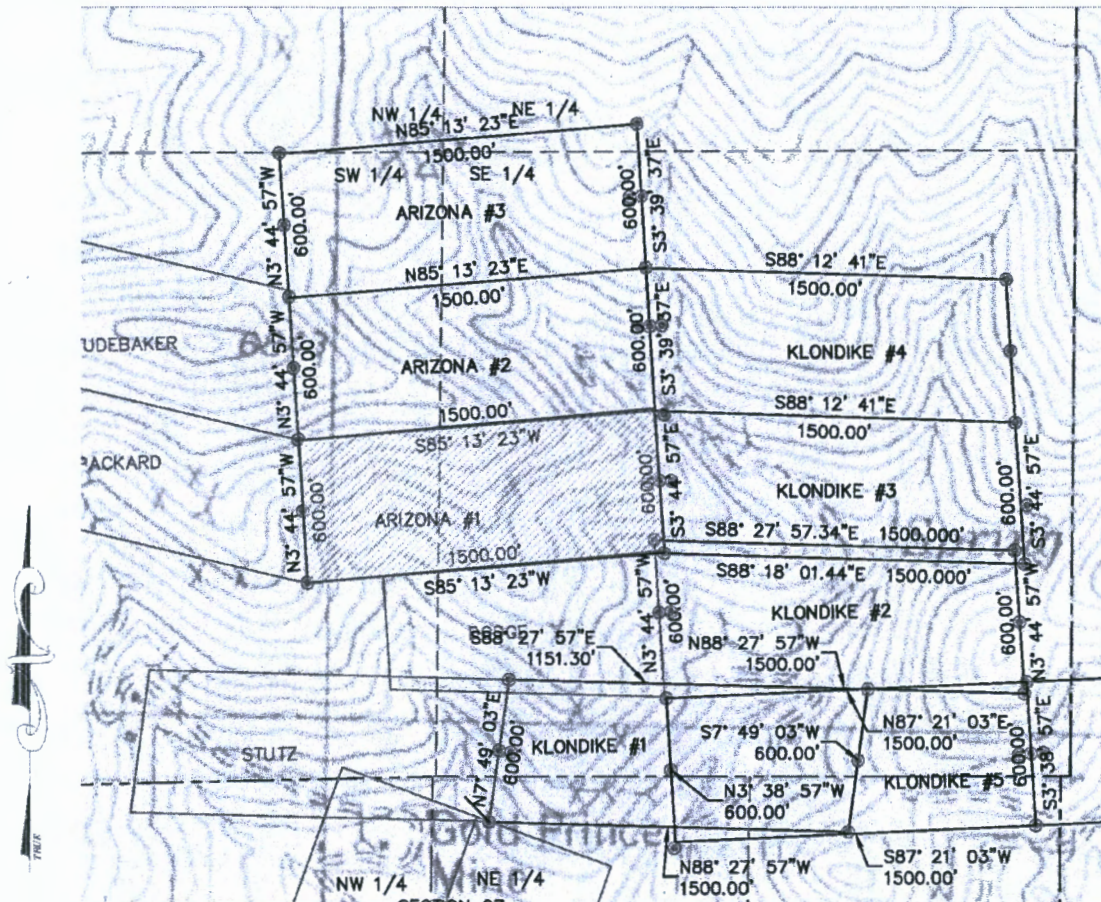 NW 1/4 NE 1/4
N85° 13' 23"E
1500.00'
SW 1/4 SE 1/4
22
N3° 44' 57"W
600.00'
ARIZONA #3
600.00'
S3° 39' 37"E
N85° 13' 23"E
1500.00'
S88° 12' 41"E
1500.00'
N3° 44' 57"W
600.00'
ARIZONA #2
600.00'
S3° 39' 37"E
KLONDIKE #4
UDEBAKER
1500.00'
S85° 13' 23"W
S88° 12' 41"E
1500.00'
PACKARD
N3° 44' 57"W
600.00'
ARIZONA #1
600.00'
S3° 44' 57"E
KLONDIKE #3
600.00'
S3° 44' 57"E
1500.00'
S85° 13' 23"W
S88° 27' 57.34"E 1500.000'
S88° 18' 01.44"E 1500.000'
N3° 44' 57"W
600.00'
KLONDIKE #2
600.00'
N3° 44' 57"W
DODGE
S88° 27' 57"E
1151.30'
N88° 27' 57"W
1500.00'
STUTZ
N7° 49' 03"E
600.00'
KLONDIKE #1
S7° 49' 03"W
600.00'
N87° 21' 03"E
1500.00'
N3° 38' 57"W
600.00'
KLONDIKE #5
600.00'
S3° 38' 57"E
Gold Prince
N88° 27' 57"W
1500.00'
S87° 21' 03"W
1500.00'
NW 1/4 NE 1/4
SECTION 27
TRUE